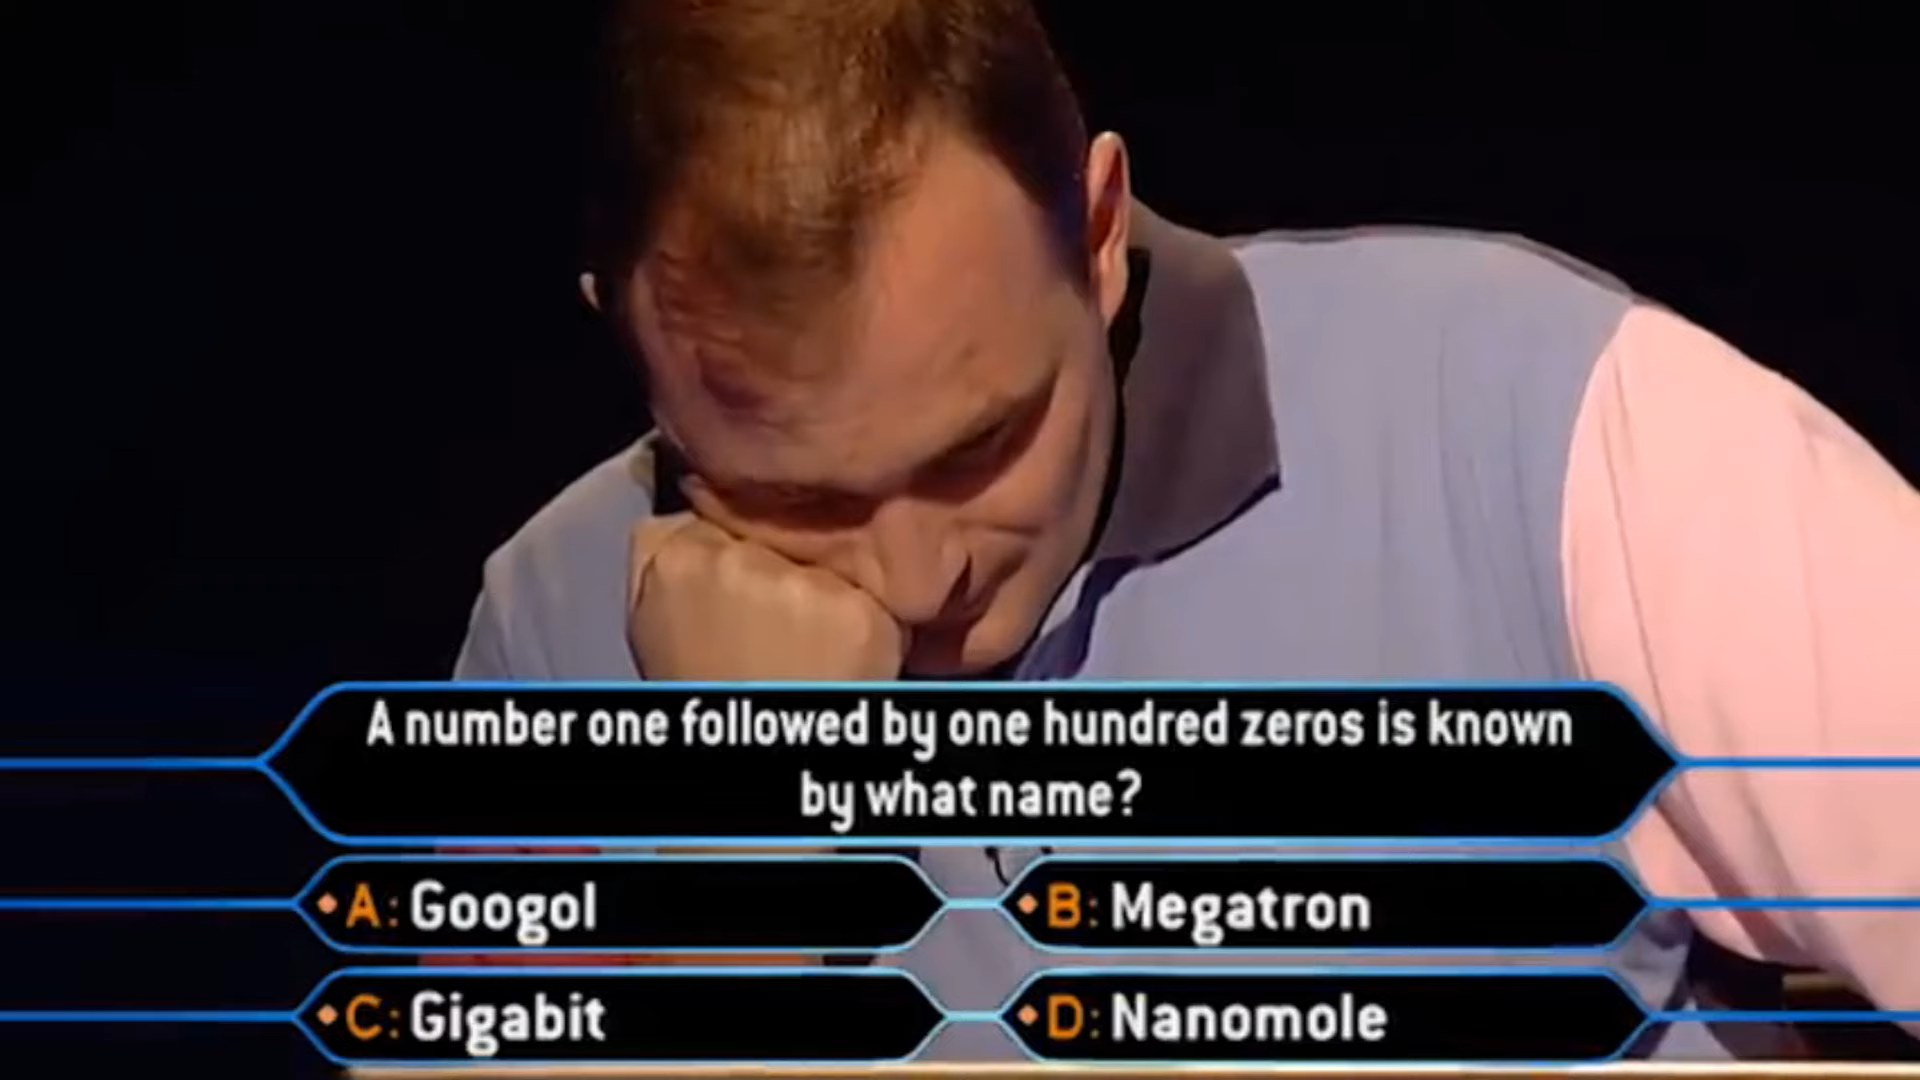 A number one followed by one hundred zeros is known
by what name?
A: Googol
B: Megatron
C: Gigabit
D: Nanomole